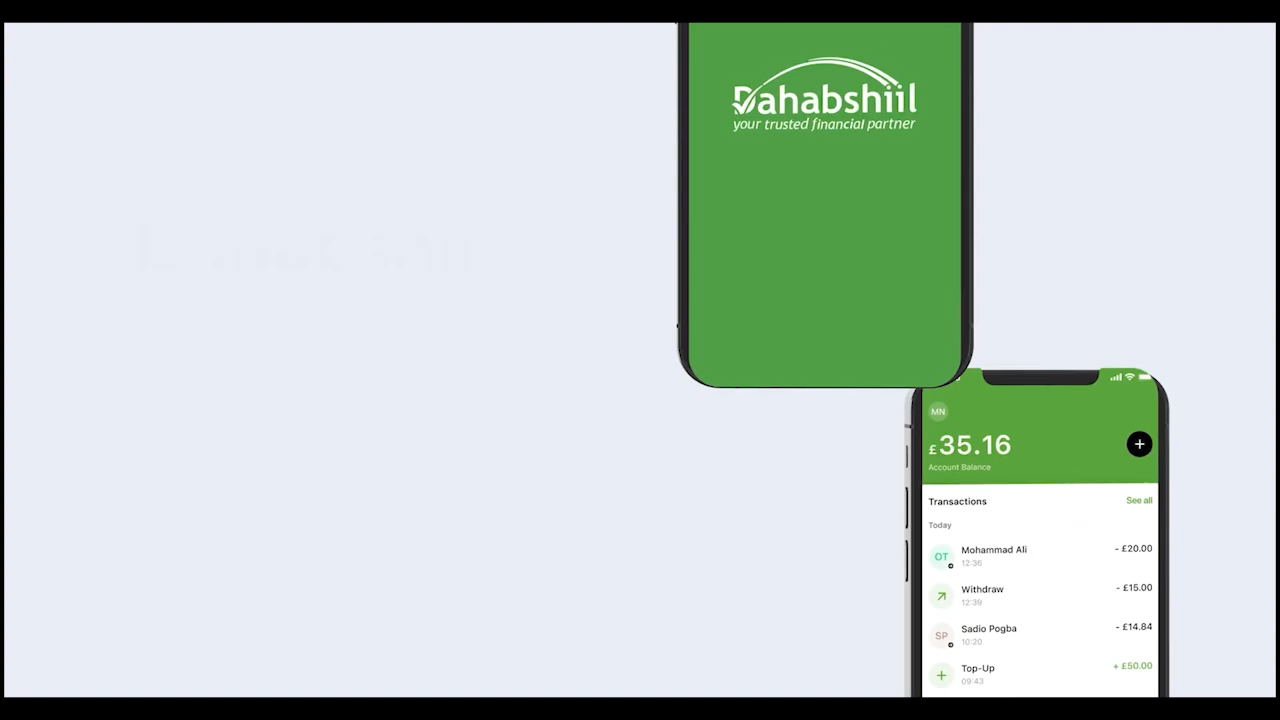 Dahabshiil
your trusted financial partner
MN
£35.16
Account Balance
Transactions See all
Today
OT Mohammad Ali - £20.00
12:36
Withdraw - £15.00
12:39
SP Sadio Pogba - £14.84
10:20
Top-Up + £50.00
09:43